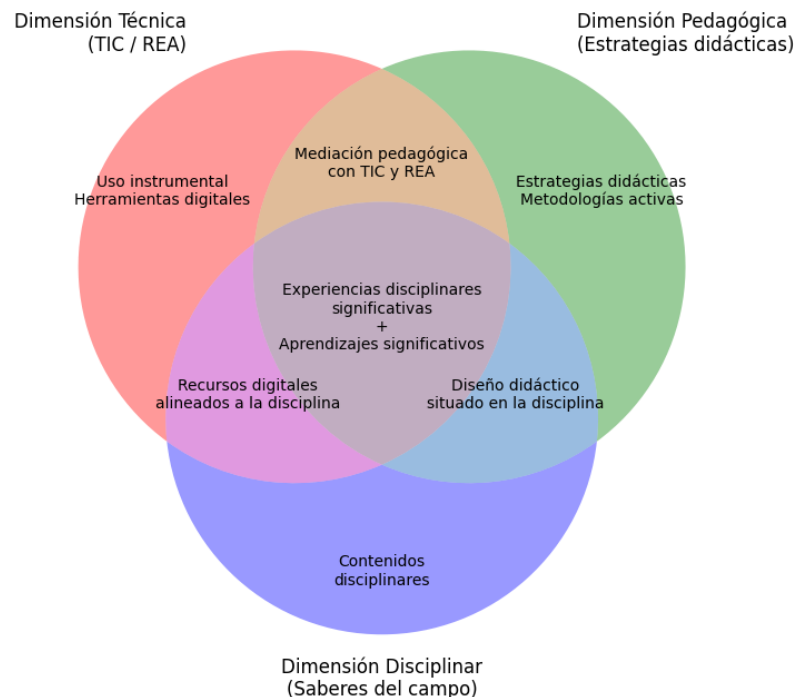 Dimensión Técnica
(TIC / REA)
Dimensión Pedagógica
(Estrategias didácticas)
Mediación pedagógica
con TIC y REA
Uso instrumental
Herramientas digitales
Estrategias didácticas
Metodologías activas
Experiencias disciplinares
significativas
+
Aprendizajes significativos
Recursos digitales
alineados a la disciplina
Diseño didáctico
situado en la disciplina
Contenidos
disciplinares
Dimensión Disciplinar
(Saberes del campo)